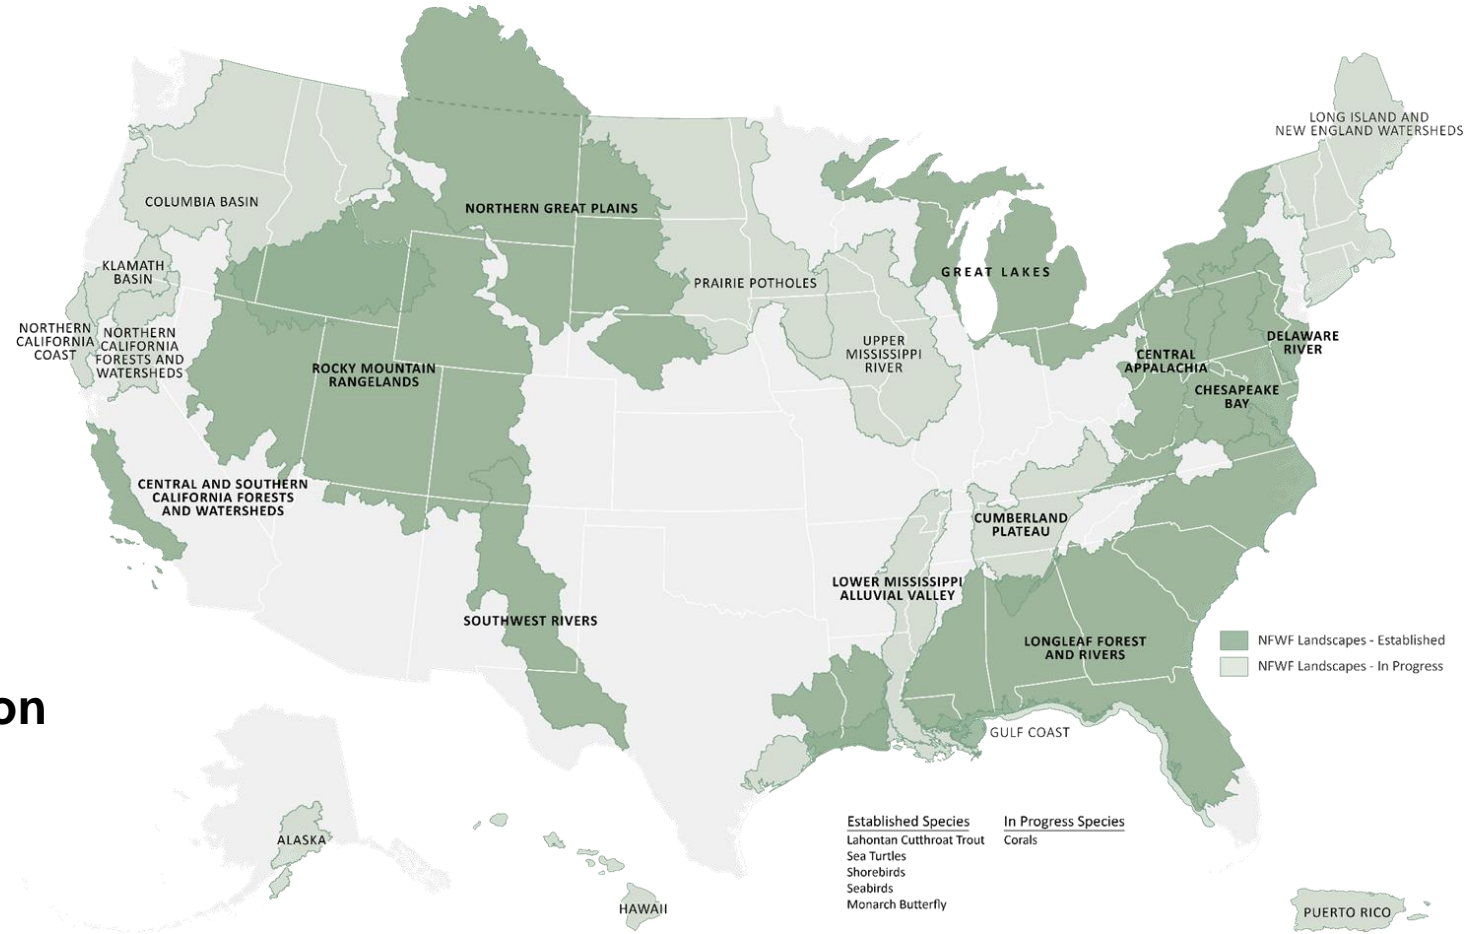 LONG ISLAND AND
NEW ENGLAND WATERSHEDS
COLUMBIA BASIN
NORTHERN GREAT PLAINS
KLAMATH
BASIN
GREAT LAKES
PRAIRIE POTHOLES
NORTHERN
CALIFORNIA
COAST
NORTHERN
CALIFORNIA
FORESTS AND
WATERSHEDS
UPPER
MISSISSIPPI
RIVER
DELAWARE
RIVER
ROCKY MOUNTAIN
RANGELANDS
CENTRAL
APPALACHIA
CHESAPEAKE
BAY
CENTRAL AND SOUTHERN
CALIFORNIA FORESTS
AND WATERSHEDS
CUMBERLAND
PLATEAU
LOWER MISSISSIPPI
ALLUVIAL VALLEY
SOUTHWEST RIVERS
LONGLEAF FOREST
AND RIVERS
NFWF Landscapes - Established
NFWF Landscapes - In Progress
on
GULF COAST
ALASKA
HAWAII
Established Species
Lahontan Cutthroat Trout
Sea Turtles
Shorebirds
Seabirds
Monarch Butterfly
In Progress Species
Corals
PUERTO RICO